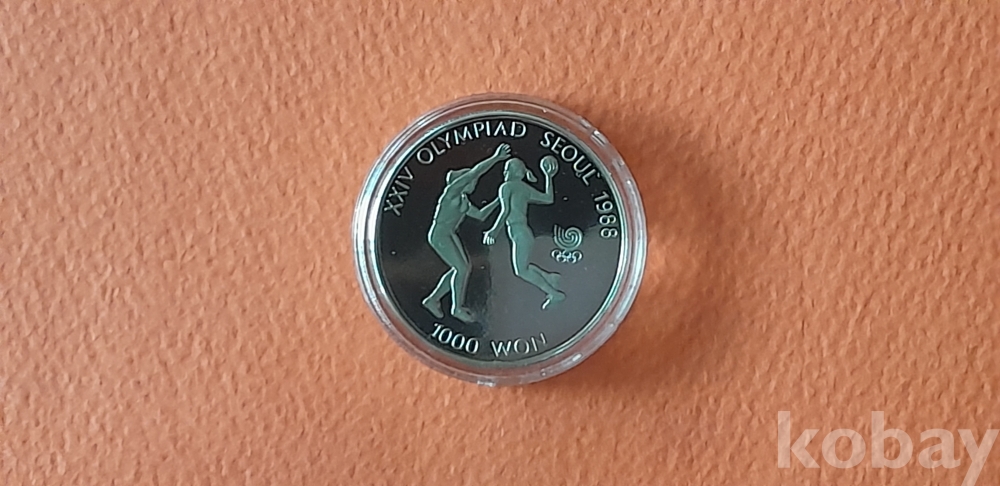 XXIV OLYMPIAD SEOUL 1988
1000 WON
kobay